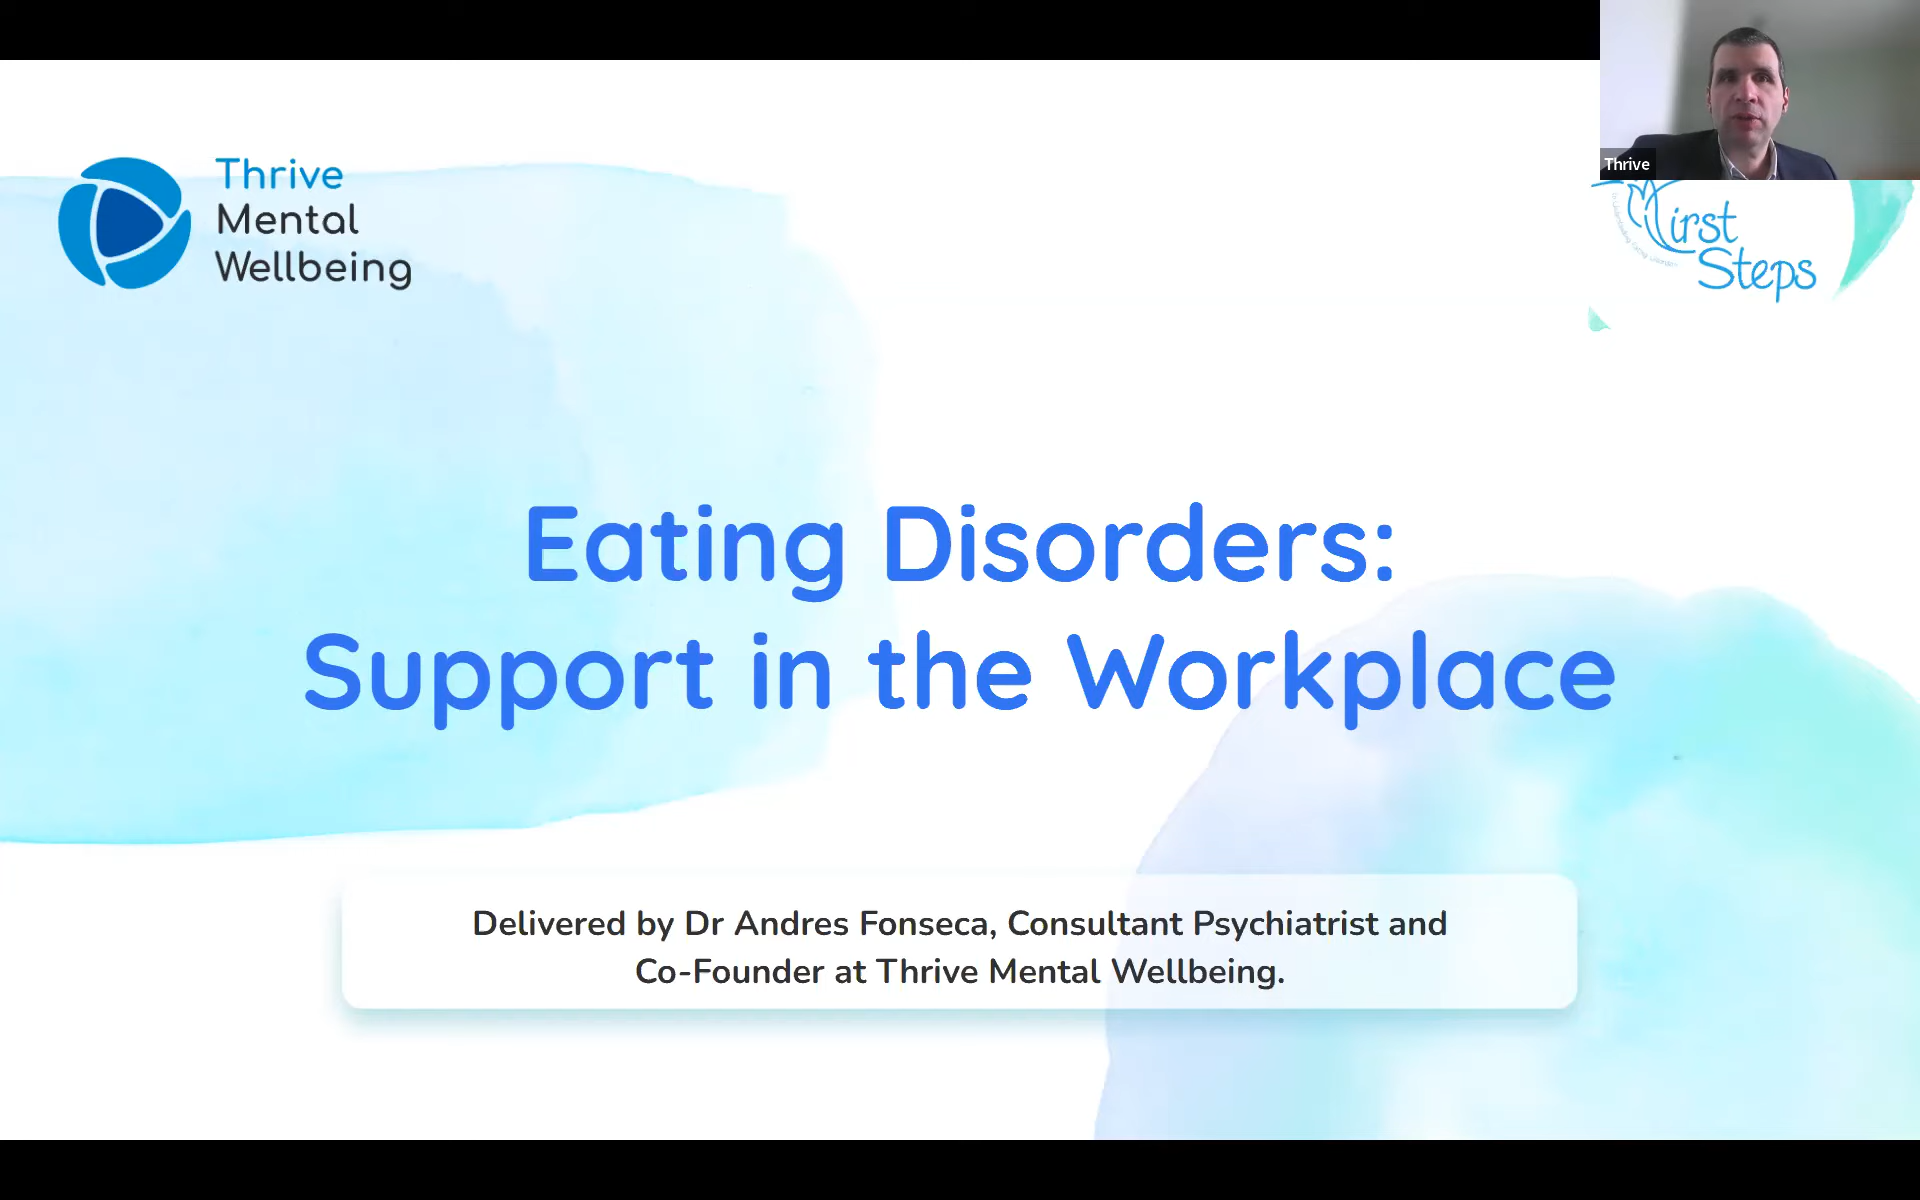 Thrive
Mental
Wellbeing
Thrive
First
Steps
Eating Disorders:
Support in the Workplace
Delivered by Dr Andres Fonseca, Consultant Psychiatrist and
Co-Founder at Thrive Mental Wellbeing.